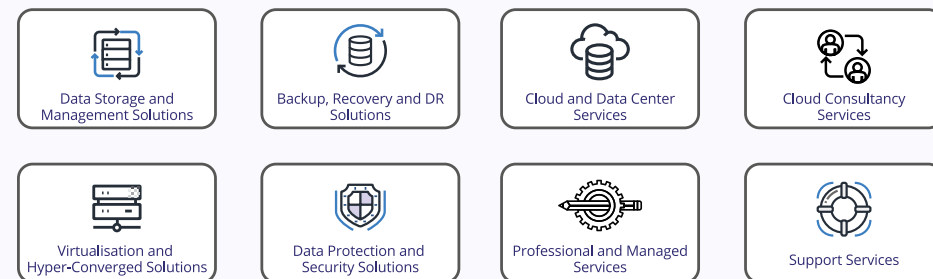 Data Storage and
Management Solutions
Backup, Recovery and DR
Solutions
Cloud and Data Center
Services
Cloud Consultancy
Services
Virtualisation and
Hyper-Converged Solutions
Data Protection and
Security Solutions
Professional and Managed
Services
Support Services